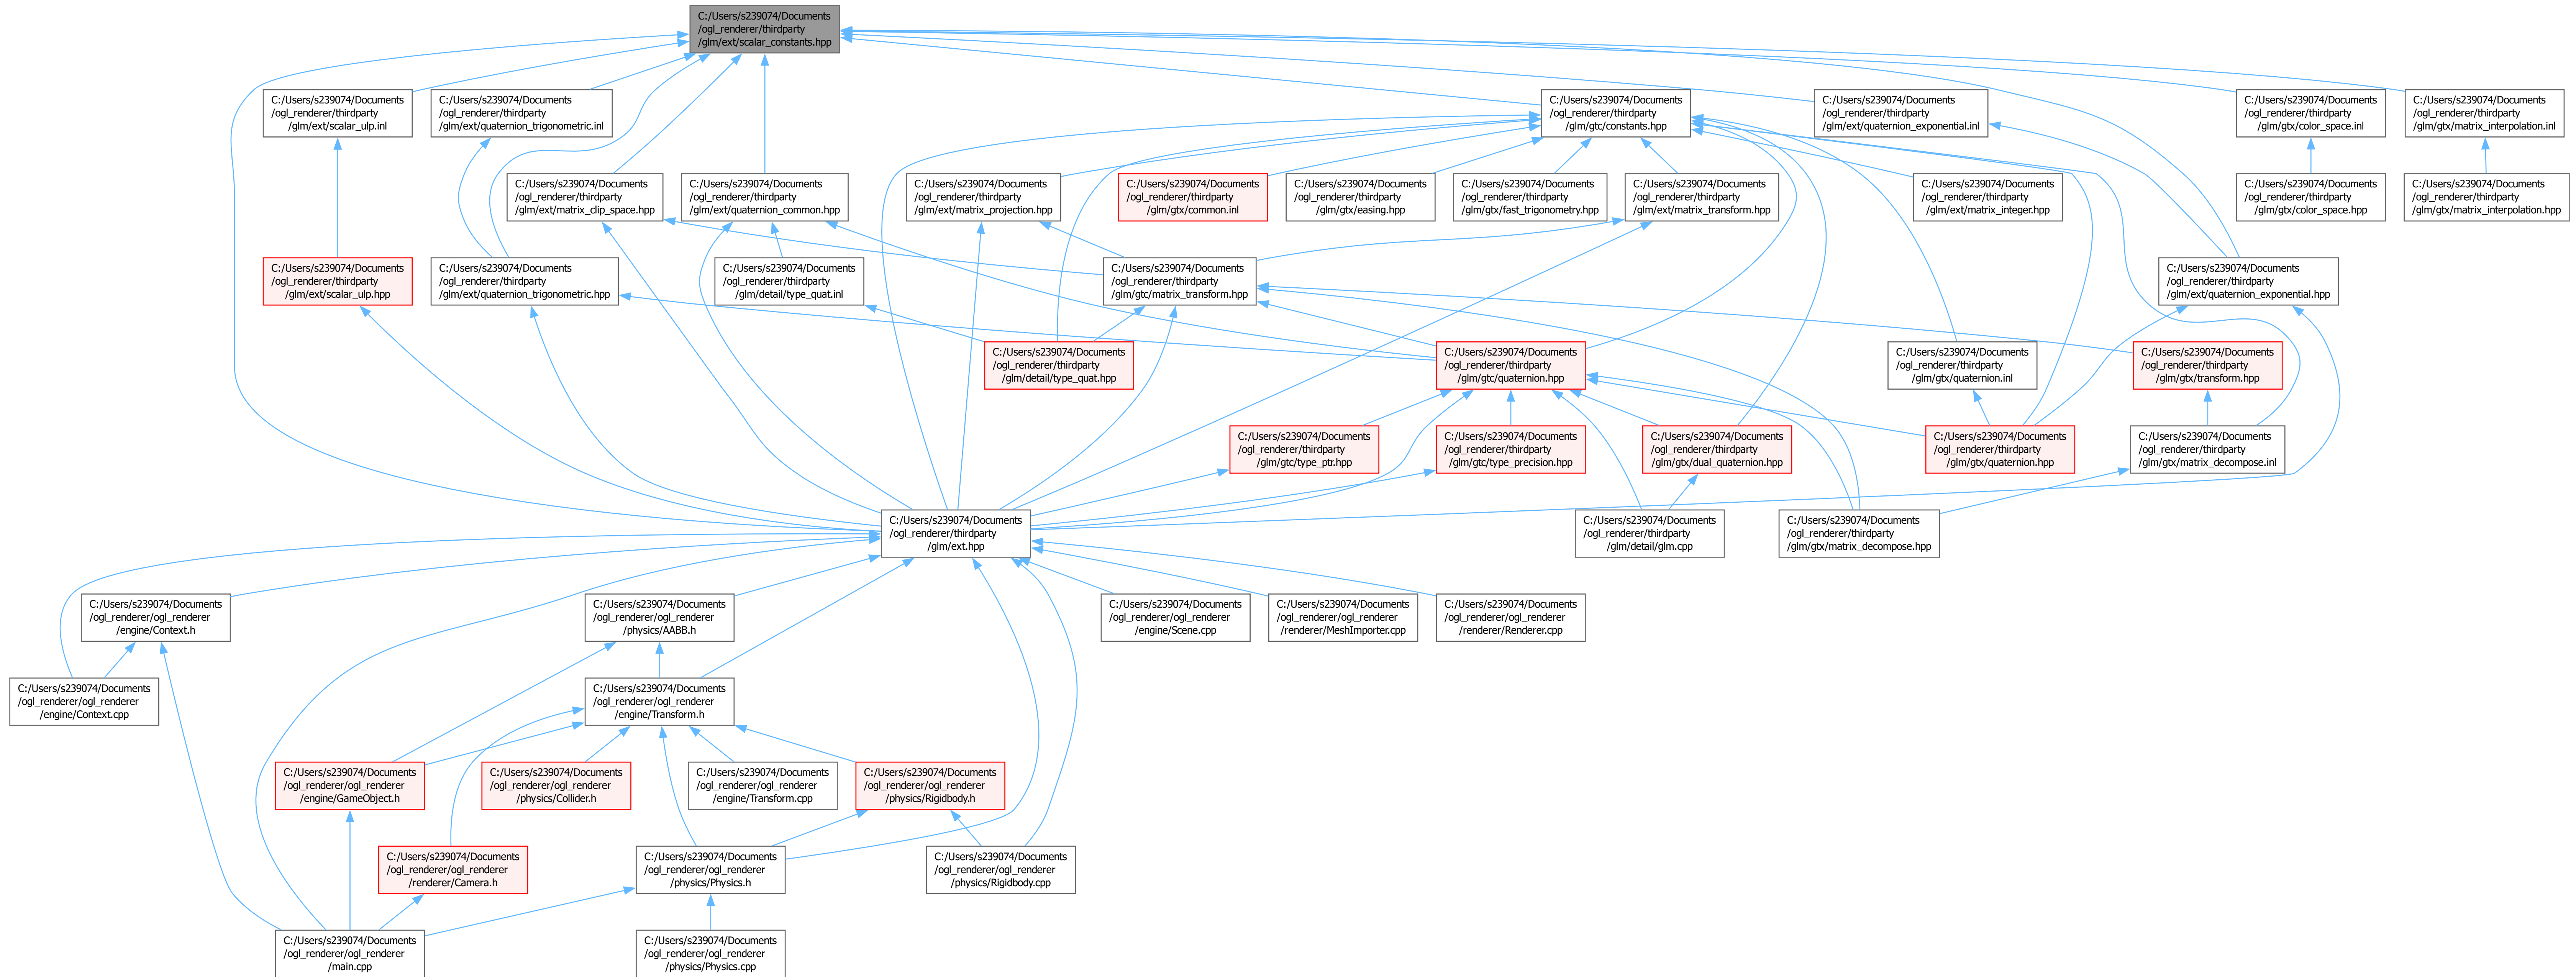 C:/Users/s239074/Documents
/ogl_renderer/thirdparty
/glm/ext/scalar_constants.hpp
C:/Users/s239074/Documents
/ogl_renderer/thirdparty
/glm/ext/scalar_ulp.inl
C:/Users/s239074/Documents
/ogl_renderer/thirdparty
/glm/ext/quaternion_trigonometric.inl
C:/Users/s239074/Documents
/ogl_renderer/thirdparty
/glm/gtc/constants.hpp
C:/Users/s239074/Documents
/ogl_renderer/thirdparty
/glm/ext/quaternion_exponential.inl
C:/Users/s239074/Documents
/ogl_renderer/thirdparty
/glm/gtx/color_space.inl
C:/Users/s239074/Documents
/ogl_renderer/thirdparty
/glm/gtx/matrix_interpolation.inl
C:/Users/s239074/Documents
/ogl_renderer/thirdparty
/glm/ext/matrix_clip_space.hpp
C:/Users/s239074/Documents
/ogl_renderer/thirdparty
/glm/ext/quaternion_common.hpp
C:/Users/s239074/Documents
/ogl_renderer/thirdparty
/glm/ext/matrix_projection.hpp
C:/Users/s239074/Documents
/ogl_renderer/thirdparty
/glm/gtx/common.inl
C:/Users/s239074/Documents
/ogl_renderer/thirdparty
/glm/gtx/easing.hpp
C:/Users/s239074/Documents
/ogl_renderer/thirdparty
/glm/gtx/fast_trigonometry.hpp
C:/Users/s239074/Documents
/ogl_renderer/thirdparty
/glm/ext/matrix_transform.hpp
C:/Users/s239074/Documents
/ogl_renderer/thirdparty
/glm/ext/matrix_integer.hpp
C:/Users/s239074/Documents
/ogl_renderer/thirdparty
/glm/gtx/color_space.hpp
C:/Users/s239074/Documents
/ogl_renderer/thirdparty
/glm/gtx/matrix_interpolation.hpp
C:/Users/s239074/Documents
/ogl_renderer/thirdparty
/glm/ext/scalar_ulp.hpp
C:/Users/s239074/Documents
/ogl_renderer/thirdparty
/glm/ext/quaternion_trigonometric.hpp
C:/Users/s239074/Documents
/ogl_renderer/thirdparty
/glm/detail/type_quat.inl
C:/Users/s239074/Documents
/ogl_renderer/thirdparty
/glm/gtc/matrix_transform.hpp
C:/Users/s239074/Documents
/ogl_renderer/thirdparty
/glm/ext/quaternion_exponential.hpp
C:/Users/s239074/Documents
/ogl_renderer/thirdparty
/glm/detail/type_quat.hpp
C:/Users/s239074/Documents
/ogl_renderer/thirdparty
/glm/gtc/quaternion.hpp
C:/Users/s239074/Documents
/ogl_renderer/thirdparty
/glm/gtx/quaternion.inl
C:/Users/s239074/Documents
/ogl_renderer/thirdparty
/glm/gtx/transform.hpp
C:/Users/s239074/Documents
/ogl_renderer/thirdparty
/glm/gtc/type_ptr.hpp
C:/Users/s239074/Documents
/ogl_renderer/thirdparty
/glm/gtc/type_precision.hpp
C:/Users/s239074/Documents
/ogl_renderer/thirdparty
/glm/gtx/dual_quaternion.hpp
C:/Users/s239074/Documents
/ogl_renderer/thirdparty
/glm/gtx/quaternion.hpp
C:/Users/s239074/Documents
/ogl_renderer/thirdparty
/glm/gtx/matrix_decompose.inl
C:/Users/s239074/Documents
/ogl_renderer/thirdparty
/glm/ext.hpp
C:/Users/s239074/Documents
/ogl_renderer/thirdparty
/glm/detail/glm.cpp
C:/Users/s239074/Documents
/ogl_renderer/thirdparty
/glm/gtx/matrix_decompose.hpp
C:/Users/s239074/Documents
/ogl_renderer/ogl_renderer
/engine/Context.h
C:/Users/s239074/Documents
/ogl_renderer/ogl_renderer
/physics/AABB.h
C:/Users/s239074/Documents
/ogl_renderer/ogl_renderer
/engine/Scene.cpp
C:/Users/s239074/Documents
/ogl_renderer/ogl_renderer
/renderer/MeshImporter.cpp
C:/Users/s239074/Documents
/ogl_renderer/ogl_renderer
/renderer/Renderer.cpp
C:/Users/s239074/Documents
/ogl_renderer/ogl_renderer
/engine/Context.cpp
C:/Users/s239074/Documents
/ogl_renderer/ogl_renderer
/engine/Transform.h
C:/Users/s239074/Documents
/ogl_renderer/ogl_renderer
/engine/GameObject.h
C:/Users/s239074/Documents
/ogl_renderer/ogl_renderer
/physics/Collider.h
C:/Users/s239074/Documents
/ogl_renderer/ogl_renderer
/engine/Transform.cpp
C:/Users/s239074/Documents
/ogl_renderer/ogl_renderer
/physics/Rigidbody.h
C:/Users/s239074/Documents
/ogl_renderer/ogl_renderer
/renderer/Camera.h
C:/Users/s239074/Documents
/ogl_renderer/ogl_renderer
/physics/Physics.h
C:/Users/s239074/Documents
/ogl_renderer/ogl_renderer
/physics/Rigidbody.cpp
C:/Users/s239074/Documents
/ogl_renderer/ogl_renderer
/main.cpp
C:/Users/s239074/Documents
/ogl_renderer/ogl_renderer
/physics/Physics.cpp